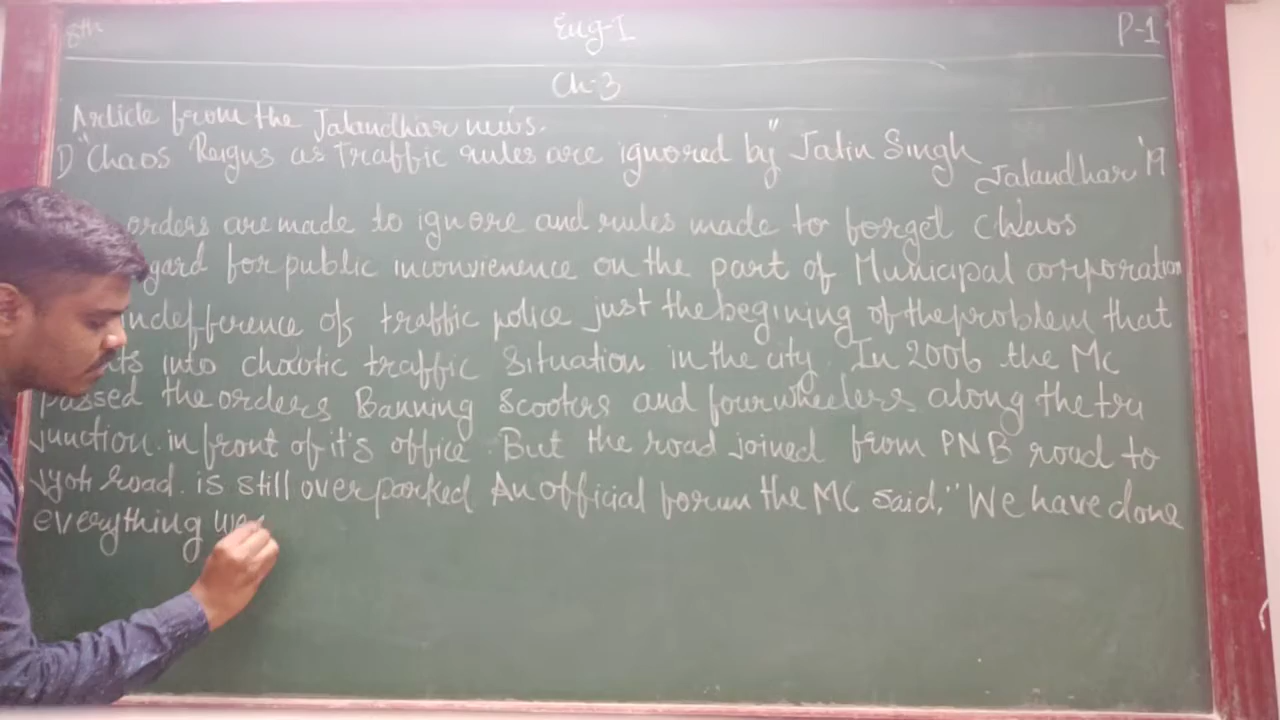 8th Eng-I P-1
Ch-3
Article from the Jalandhar news.
1) "Chaos Reigns as Traffic rules are ignored by" Jatin Singh
Jalandhar '19
orders are made to ignore and rules made to forget Chaos
gard for public inconvienence on the part of Municipal corporation
indefference of traffic police just the begining of the problem that
ts into chaotic traffic situation in the city. In 2006 the Mc
passed the orders Banning scooters and fourwheelers along the
junction in front of it's office. But the road joined from PNB road to
Jyoti Road. is still overparked An official forum the MC said, "We have done
everything we